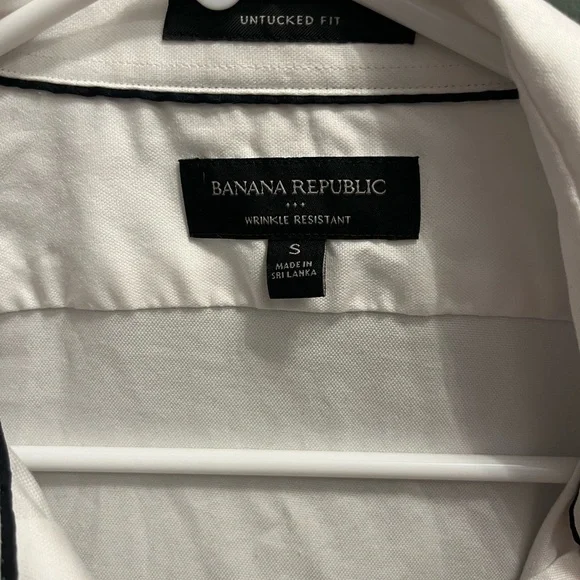 UNTUCKED FIT
BANANA REPUBLIC
WRINKLE RESISTANT
S
MADE IN
SRI LANKA